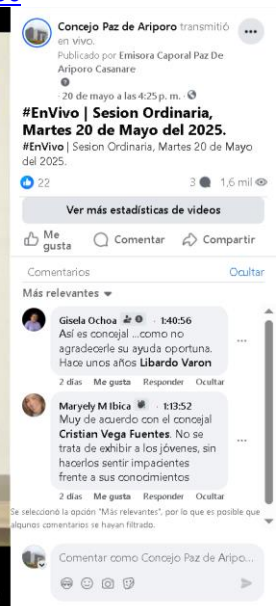 Concejo Paz de Ariporo transmitió
en vivo.
Publicado por Emisora Caporal Paz De
Ariporo Casanare
· 20 de mayo a las 4:25 p. m. ·
#EnVivo | Sesion Ordinaria,
Martes 20 de Mayo del 2025.
#EnVivo | Sesion Ordinaria, Martes 20 de Mayo
del 2025.
22
3
1,6 mil
Ver más estadísticas de videos
Me gusta
Comentar
Compartir
Comentarios
Ocultar
Más relevantes
Gisela Ochoa · 1:40:56
Así es concejal ...como no
agradecerle su ayuda oportuna.
Hace unos años Libardo Varon
2 días Me gusta Responder Ocultar
Maryely M Ibica · 1:13:52
Muy de acuerdo con el concejal
Cristian Vega Fuentes. No se
trata de exhibir a los jóvenes, sin
hacerlos sentir impacientes
frente a sus conocimientos
2 días Me gusta Responder Ocultar
Se seleccionó la opción "Más relevantes", por lo que es posible que
algunos comentarios se hayan filtrado.
Comentar como Concejo Paz de Aripo...